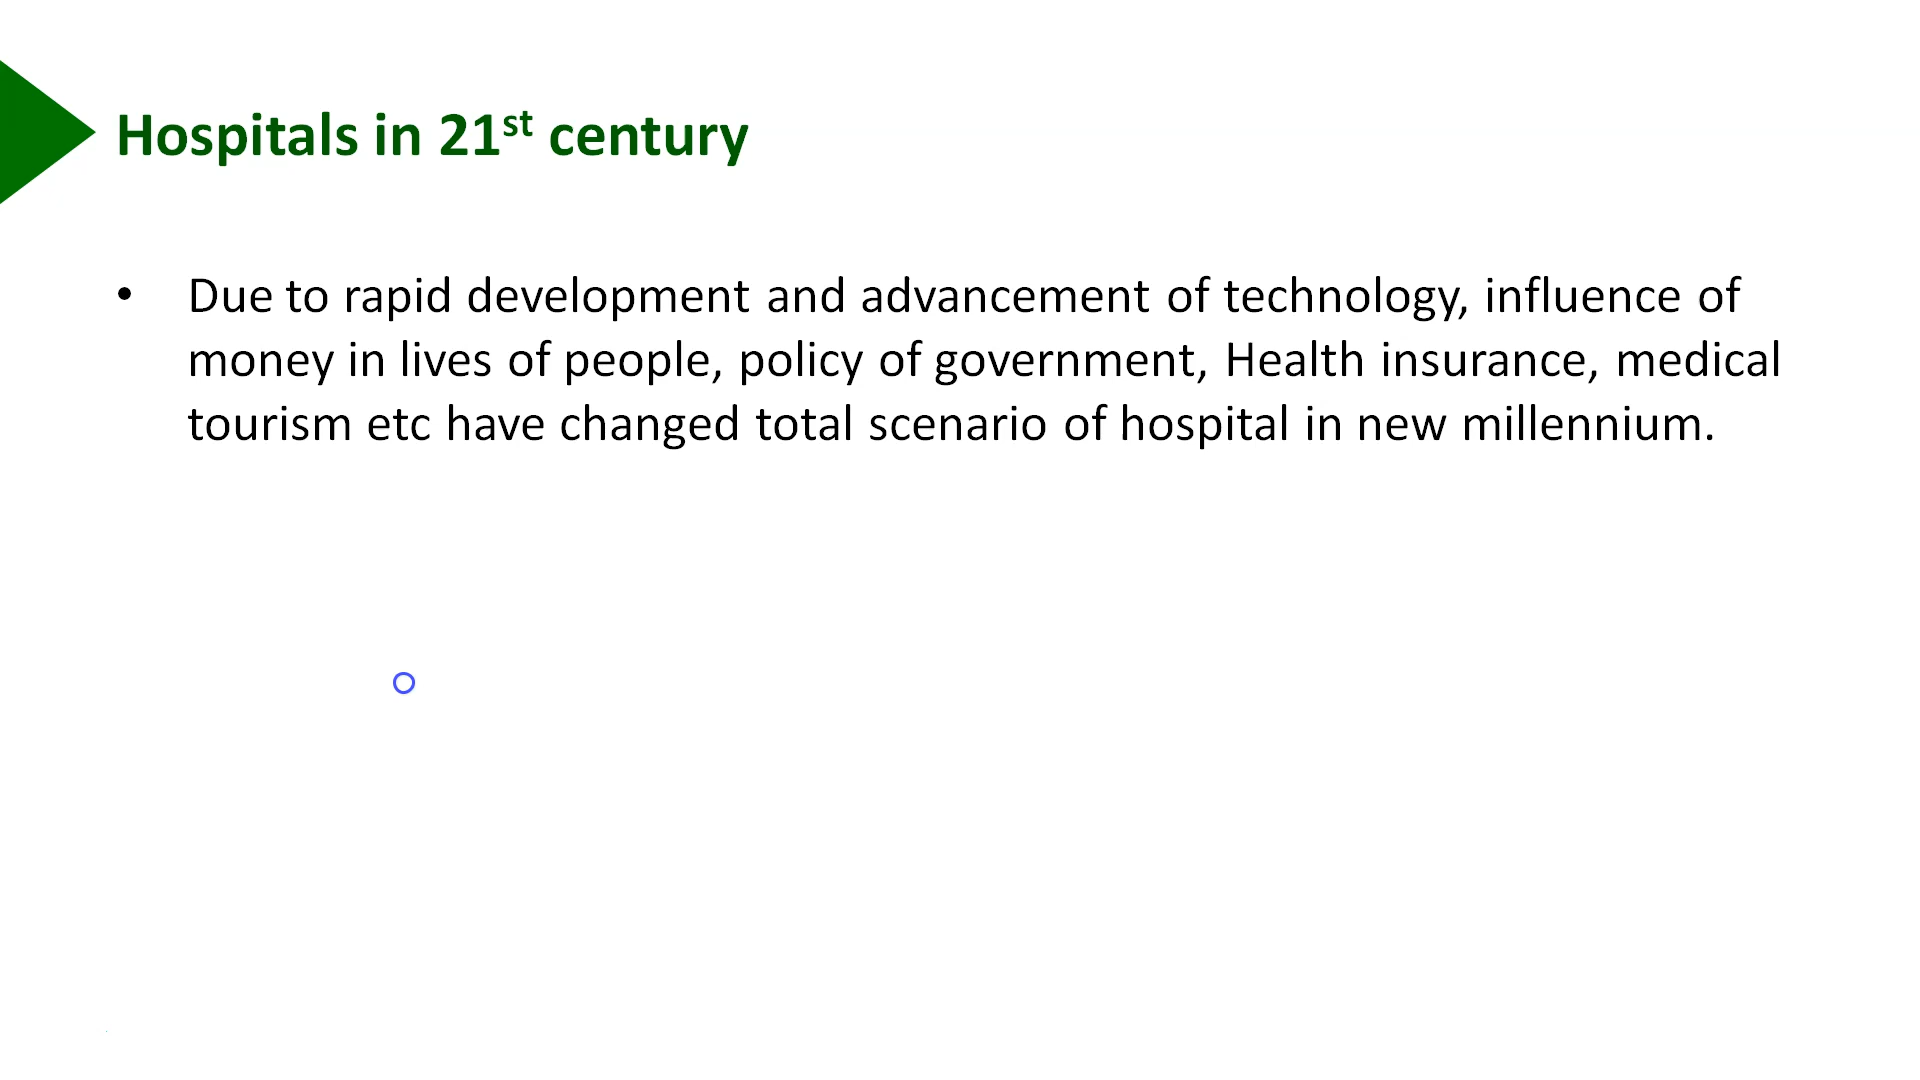 Hospitals in 21st century
• Due to rapid development and advancement of technology, influence of
money in lives of people, policy of government, Health insurance, medical
tourism etc have changed total scenario of hospital in new millennium.